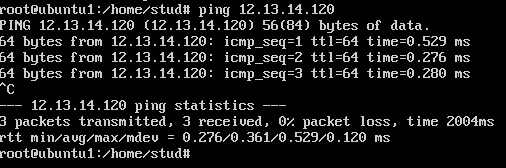 root@ubuntu1:/home/stud# ping 12.13.14.120
PING 12.13.14.120 (12.13.14.120) 56(84) bytes of data.
64 bytes from 12.13.14.120: icmp_seq=1 ttl=64 time=0.529 ms
64 bytes from 12.13.14.120: icmp_seq=2 ttl=64 time=0.276 ms
64 bytes from 12.13.14.120: icmp_seq=3 ttl=64 time=0.280 ms
^C
--- 12.13.14.120 ping statistics ---
3 packets transmitted, 3 received, 0% packet loss, time 2004ms
rtt min/avg/max/mdev = 0.276/0.361/0.529/0.120 ms
root@ubuntu1:/home/stud#